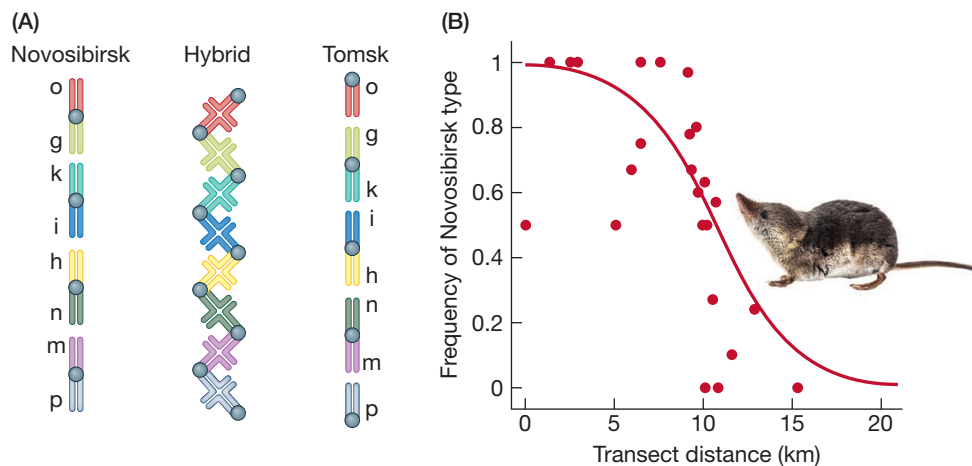 (A)
Novosibirsk
Hybrid
Tomsk
o
g
k
i
h
n
m
p
o
g
k
i
h
n
m
p
(B)
Frequency of Novosibirsk type
1
0.8
0.6
0.4
0.2
0
0
5
10
15
20
Transect distance (km)